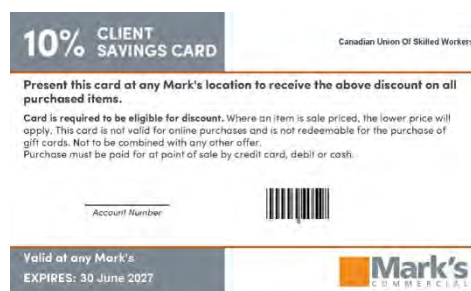 10% CLIENT
SAVINGS CARD
Canadian Union Of Skilled Workers
Present this card at any Mark's location to receive the above discount on all
purchased items.
Card is required to be eligible for discount. Where an item is sale priced, the lower price will
apply. This card is not valid for online purchases and is not redeemable for the purchase of
gift cards. Not to be combined with any other offer.
Purchase must be paid for at point of sale by credit card, debit or cash.
Account Number
Valid at any Mark's
EXPIRES: 30 June 2027
Mark's
COMMERCIAL